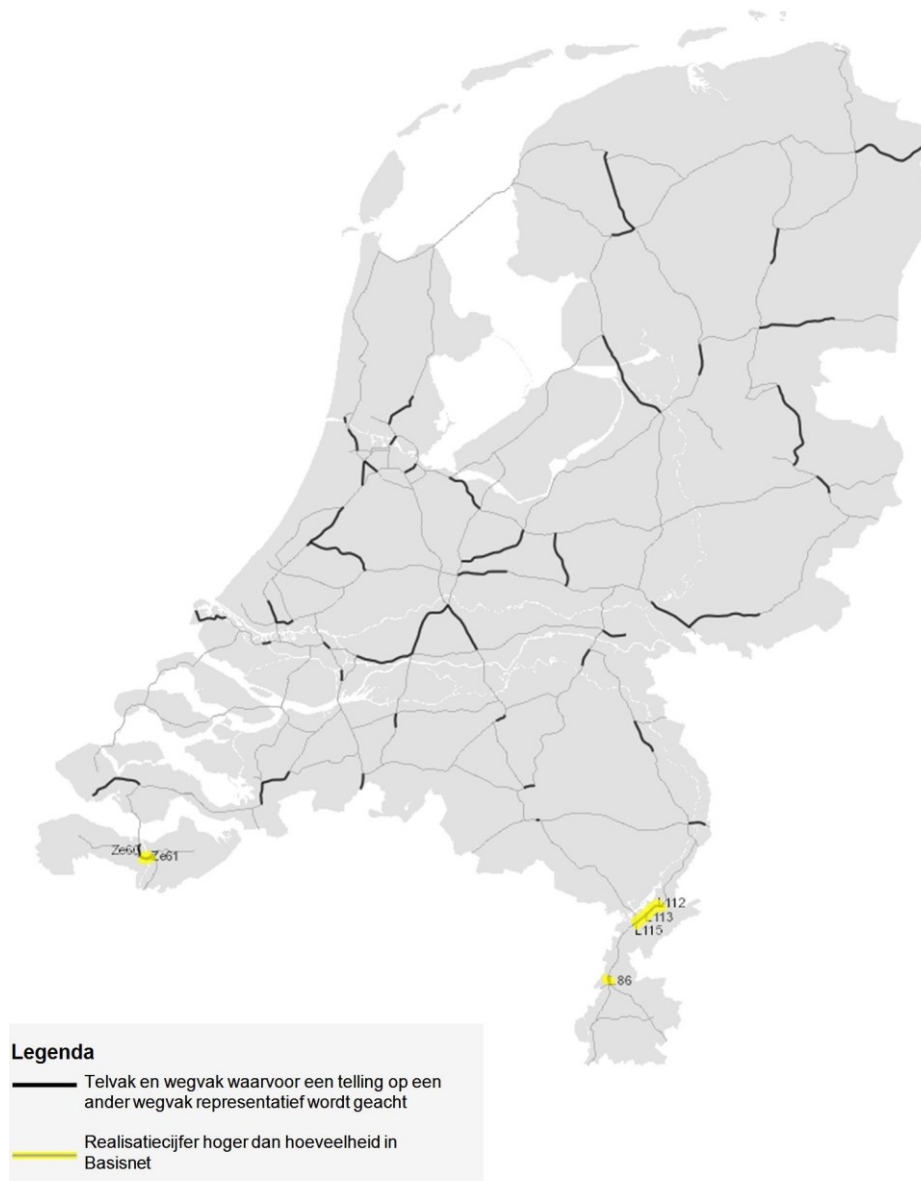 Ze60
Ze61
L112
L113
L115
L86
Legenda
Telvak en wegvak waarvoor een telling op een
ander wegvak representatief wordt geacht
Realisatiecijfer hoger dan hoeveelheid in
Basisnet